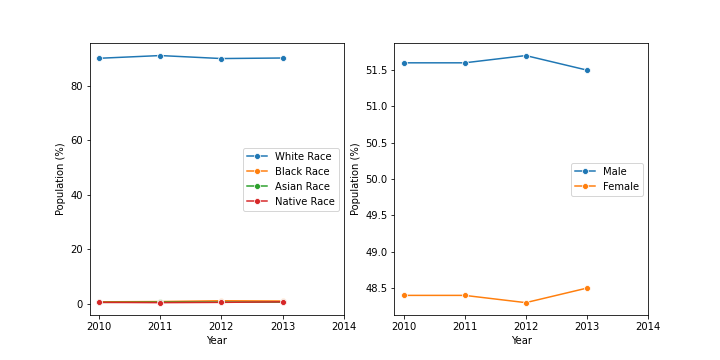 80
60
40
20
0
Population (%)
2010 2011 2012 2013 2014
Year
White Race
Black Race
Asian Race
Native Race
51.5
51.0
50.5
50.0
49.5
49.0
48.5
Population (%)
2010 2011 2012 2013 2014
Year
Male
Female